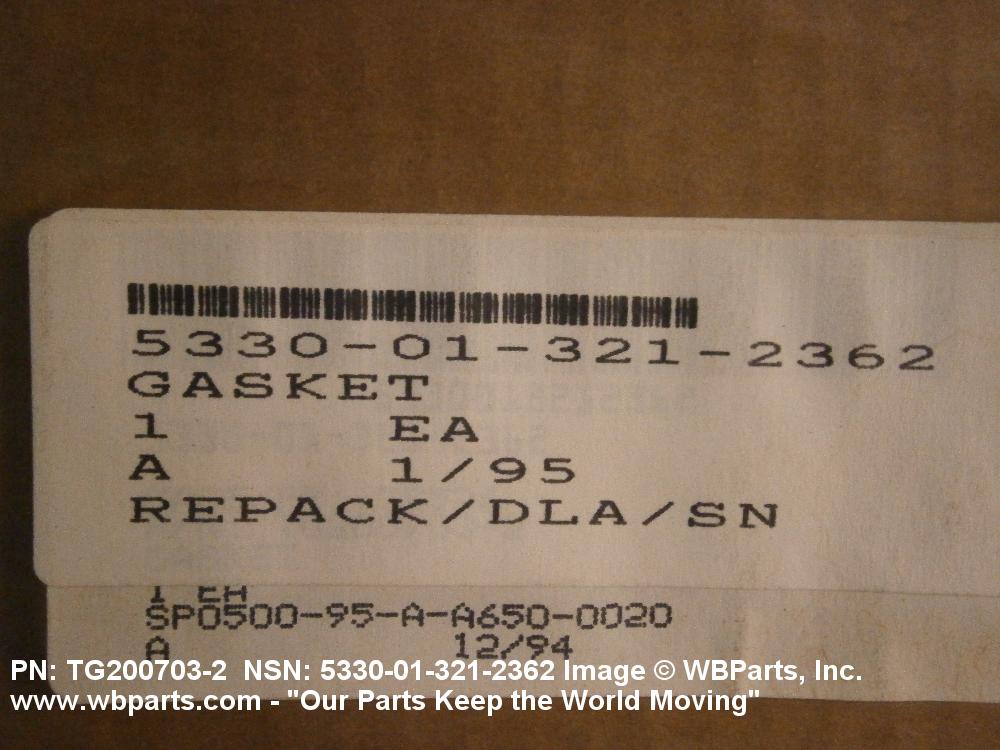 5330-01-321-2362
GASKET
1 EA
A 1/95
REPACK/DLA/SN
1 EA
SP0500-95-A-A650-0020
A 12/94
PN: TG200703-2 NSN: 5330-01-321-2362 Image © WBParts, Inc.
www.wbparts.com - "Our Parts Keep the World Moving"